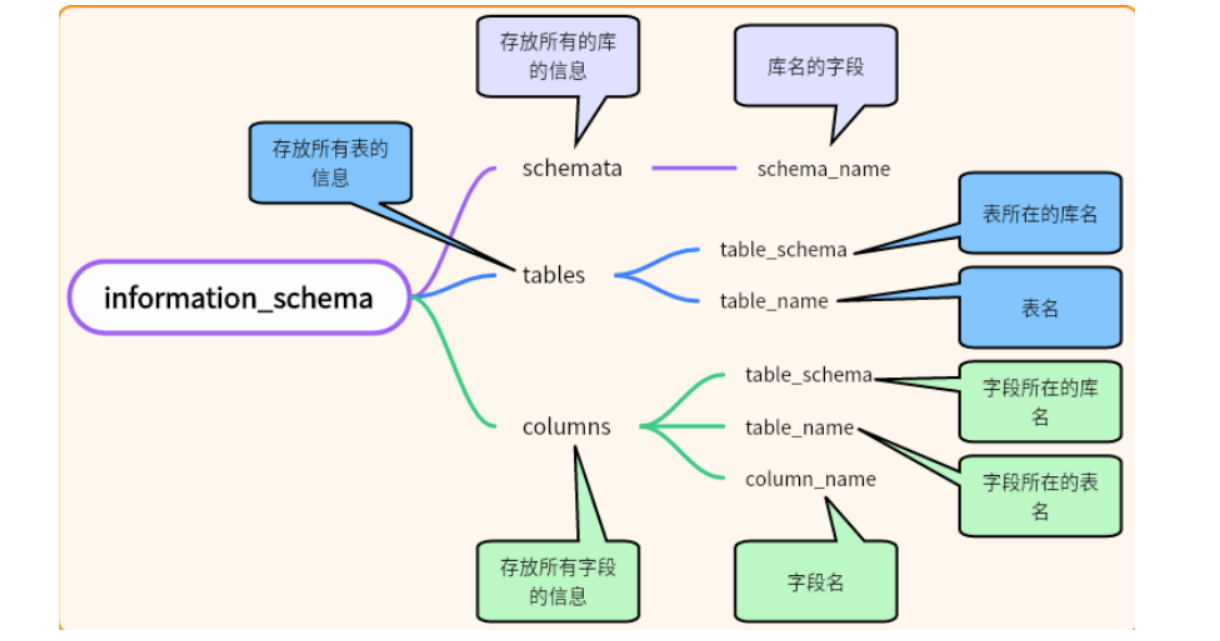 存放所有的库
的信息
库名的字段
存放所有表的
信息
schemata
schema_name
表所在的库名
table_schema
tables
information_schema
table_name
表名
table_schema
字段所在的库
名
columns
table_name
column_name
字段所在的表
名
存放所有字段
的信息
字段名